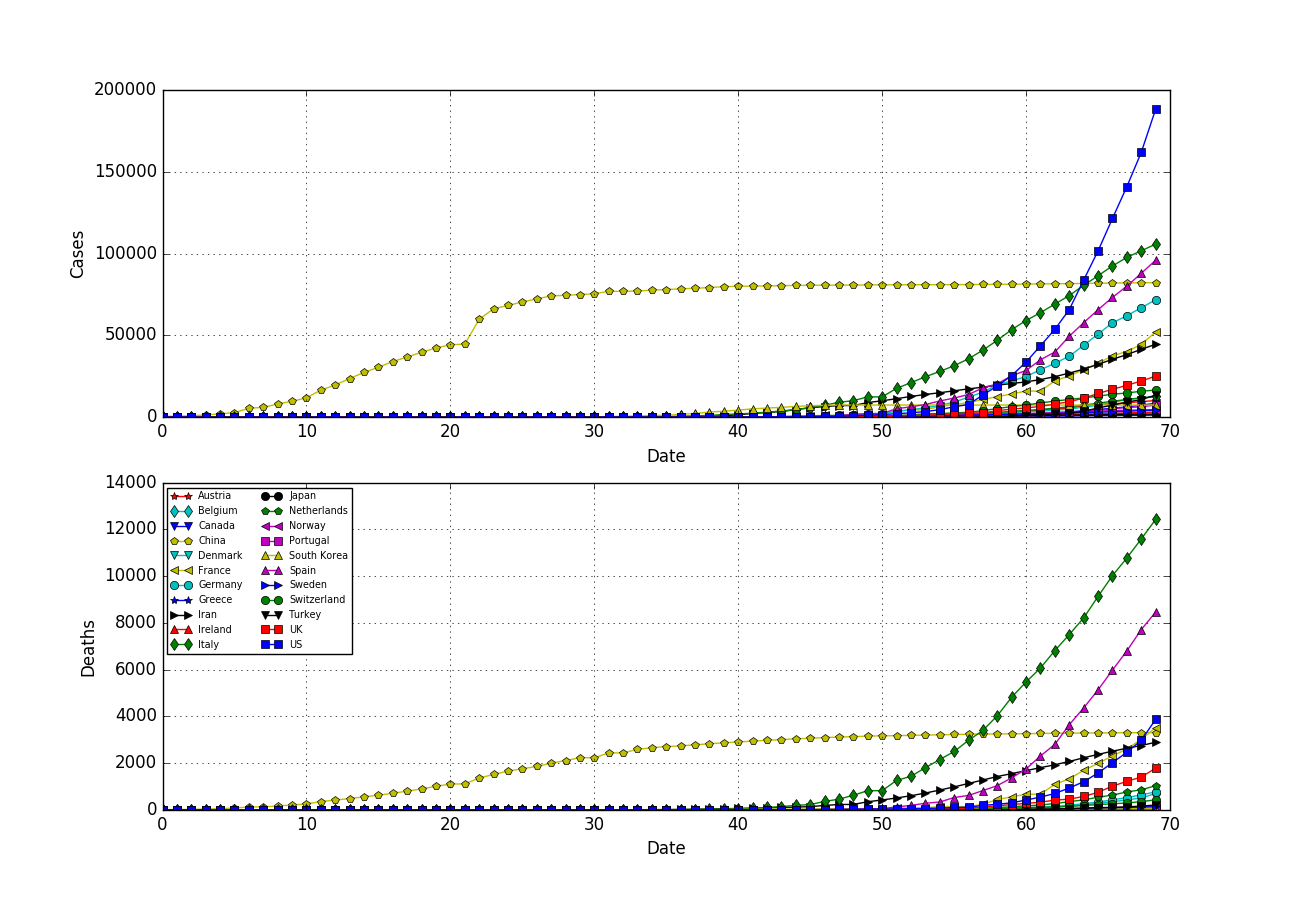 200000
150000
100000
50000
0
Cases
0 10 20 30 40 50 60 70
Date
14000
12000
10000
8000
6000
4000
2000
0
Deaths
Austria
Belgium
Canada
China
Denmark
France
Germany
Greece
Iran
Ireland
Italy
Japan
Netherlands
Norway
Portugal
South Korea
Spain
Sweden
Switzerland
Turkey
UK
US
0 10 20 30 40 50 60 70
Date